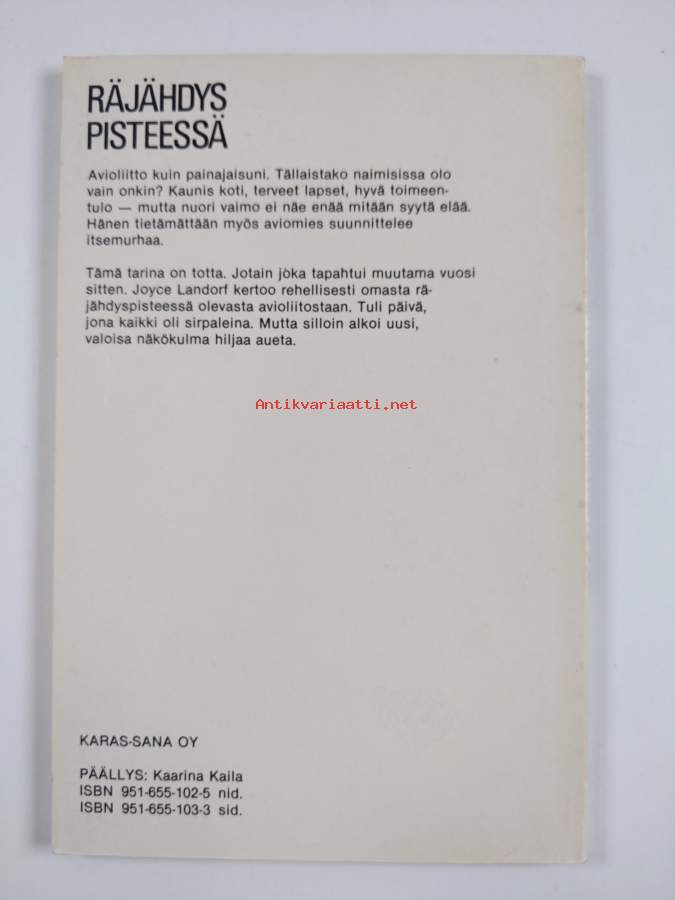 RÄJÄHDYS
PISTEESSÄ
Avioliitto kuin painajaisuni. Tällaistako naimisissa olo
vain onkin? Kaunis koti, terveet lapset, hyvä toimeen-
tulo — mutta nuori vaimo ei näe enää mitään syytä elää.
Hänen tietämättään myös aviomies suunnittelee
itsemurhaa.
Tämä tarina on totta. Jotain joka tapahtui muutama vuosi
sitten. Joyce Landorf kertoo rehellisesti omasta rä-
jähdyspisteessä olevasta avioliitostaan. Tuli päivä,
jona kaikki oli sirpaleina. Mutta silloin alkoi uusi,
valoisa näkökulma hiljaa aueta.
Antikvariaatti.net
KARAS-SANA OY
PÄÄLLYS: Kaarina Kaila
ISBN 951-655-102-5 nid.
ISBN 951-655-103-3 sid.